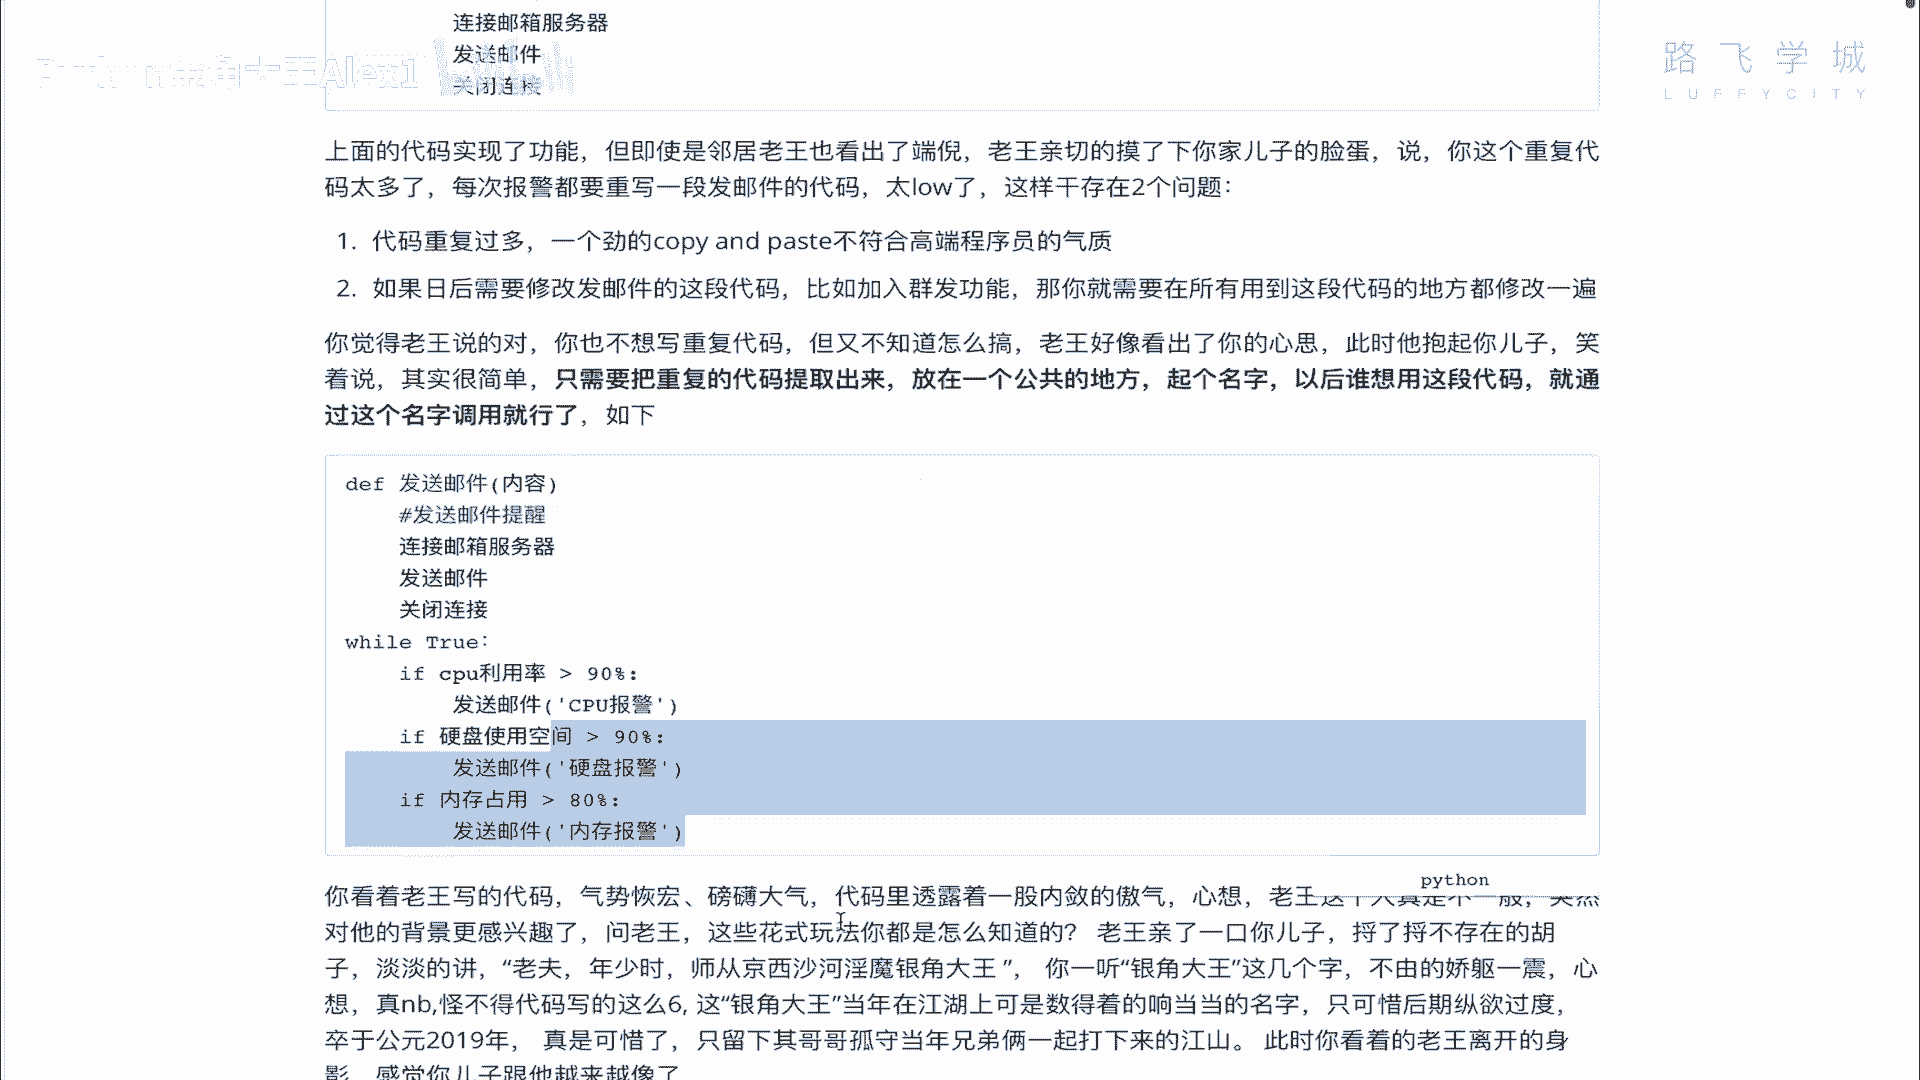 连接邮箱服务器
发送邮件
关闭连接
路飞学城
LUFFYCITY
上面的代码实现了功能，但即使是邻居老王也看出了端倪，老王亲切的摸了下你家儿子的脸蛋，说，你这个重复代
码太多了，每次报警都要重写一段发邮件的代码，太low了，这样干存在2个问题：
1. 代码重复过多，一个劲的copy and paste不符合高端程序员的气质
2. 如果日后需要修改发邮件的这段代码，比如加入群发功能，那你就需要在所有用到这段代码的地方都修改一遍
你觉得老王说的对，你也不想写重复代码，但又不知道怎么搞，老王好像看出了你的心思，此时他抱起你儿子，笑
着说，其实很简单，只需要把重复的代码提取出来，放在一个公共的地方，起个名字，以后谁想用这段代码，就通
过这个名字调用就行了，如下
def 发送邮件(内容)
#发送邮件提醒
连接邮箱服务器
发送邮件
关闭连接
while True:
if cpu利用率 > 90%:
发送邮件('CPU报警')
if 硬盘使用空间 > 90%:
发送邮件('硬盘报警')
if 内存占用 > 80%:
发送邮件('内存报警')
python
你看着老王写的代码，气势恢宏、磅礴大气，代码里透露着一股内敛的傲气，心想，老王这个人真是不一般，突然
对他的背景更感兴趣了，问老王，这些花式玩法你都是怎么知道的？ 老王亲了一口你儿子，捋了捋不存在的胡
子，淡淡的讲，“老夫，年少时，师从京西沙河淫魔银角大王 ”， 你一听“银角大王”这几个字，不由的娇躯一震，心
想，真nb,怪不得代码写的这么6, 这“银角大王”当年在江湖上可是数得着的响当当的名字，只可惜后期纵欲过度，
卒于公元2019年， 真是可惜了，只留下其哥哥孤守当年兄弟俩一起打下来的江山。 此时你看着的老王离开的身
影，感觉你儿子跟他越来越像了